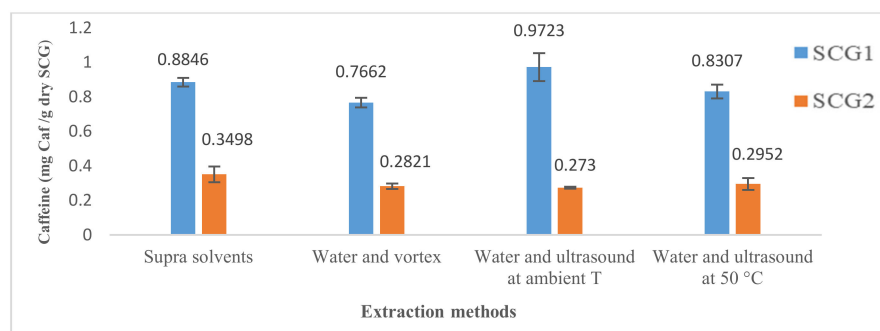 1.2
1
0.8
0.6
0.4
0.2
0
Caffeine (mg Caf /g dry SCG)
0.8846
0.3498
0.7662
0.2821
0.9723
0.273
0.8307
0.2952
SCG1
SCG2
Supra solvents
Water and vortex
Water and ultrasound
at ambient T
Water and ultrasound
at 50 °C
Extraction methods